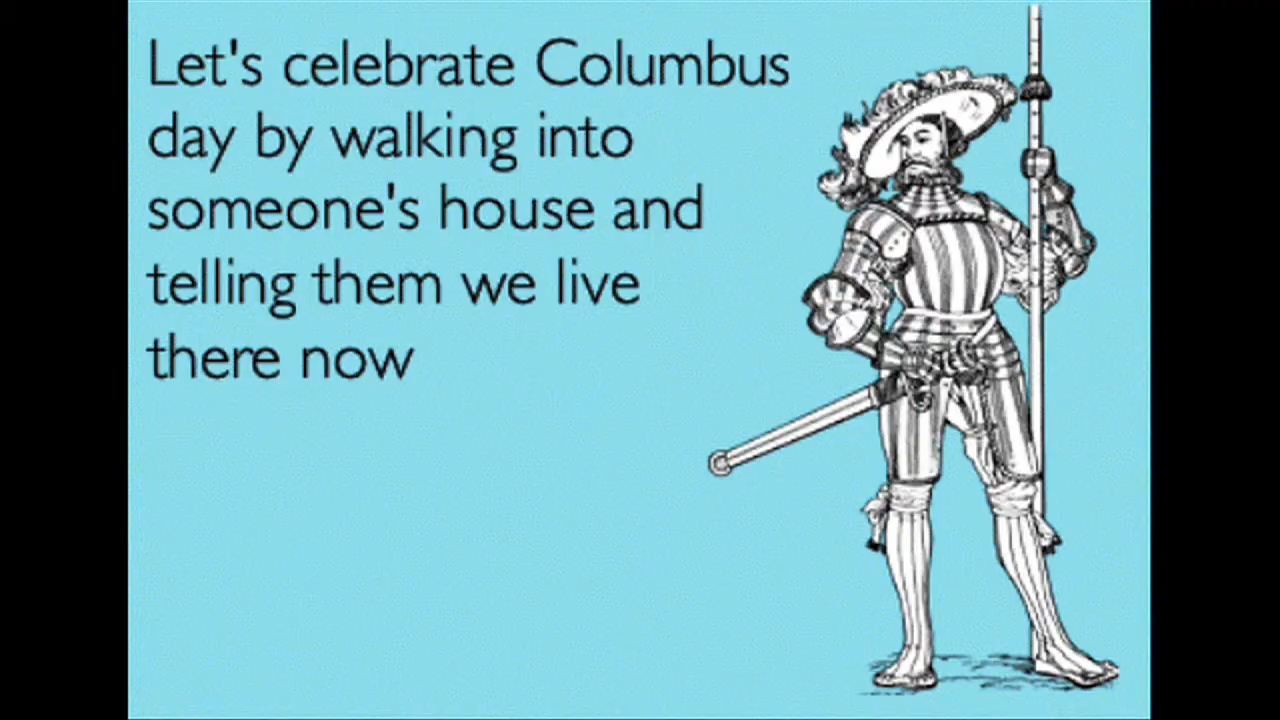 Let's celebrate Columbus
day by walking into
someone's house and
telling them we live
there now